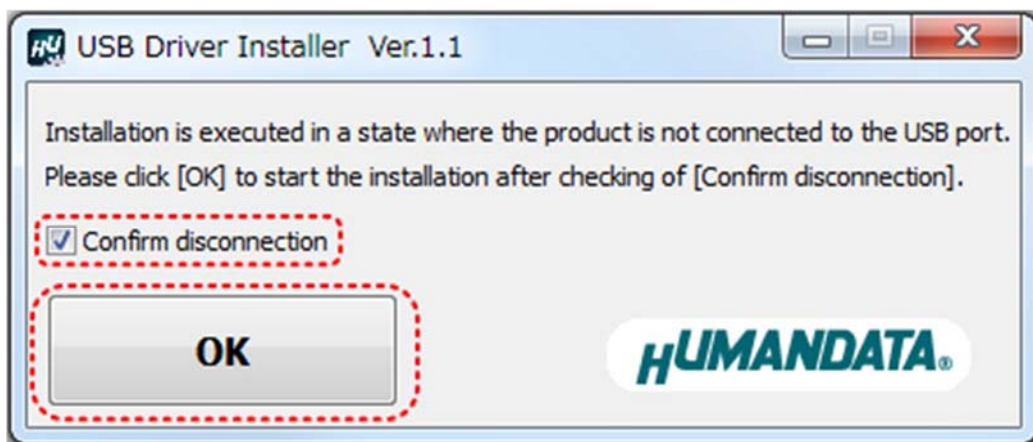 USB Driver Installer Ver.1.1
Installation is executed in a state where the product is not connected to the USB port.
Please click [OK] to start the installation after checking of [Confirm disconnection].
Confirm disconnection
OK
HUMANDATA®